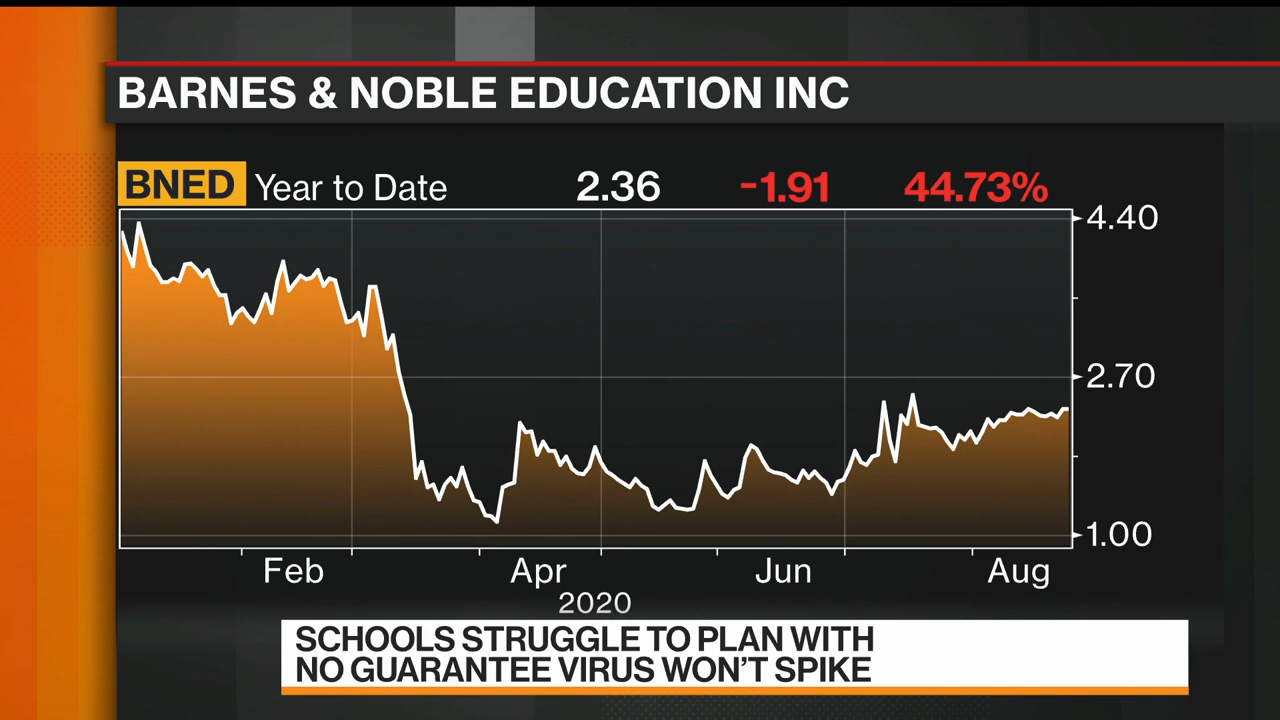 BARNES & NOBLE EDUCATION INC
BNED Year to Date 2.36 -1.91 44.73%
4.40
2.70
1.00
Feb Apr Jun Aug
2020
SCHOOLS STRUGGLE TO PLAN WITH
NO GUARANTEE VIRUS WON'T SPIKE